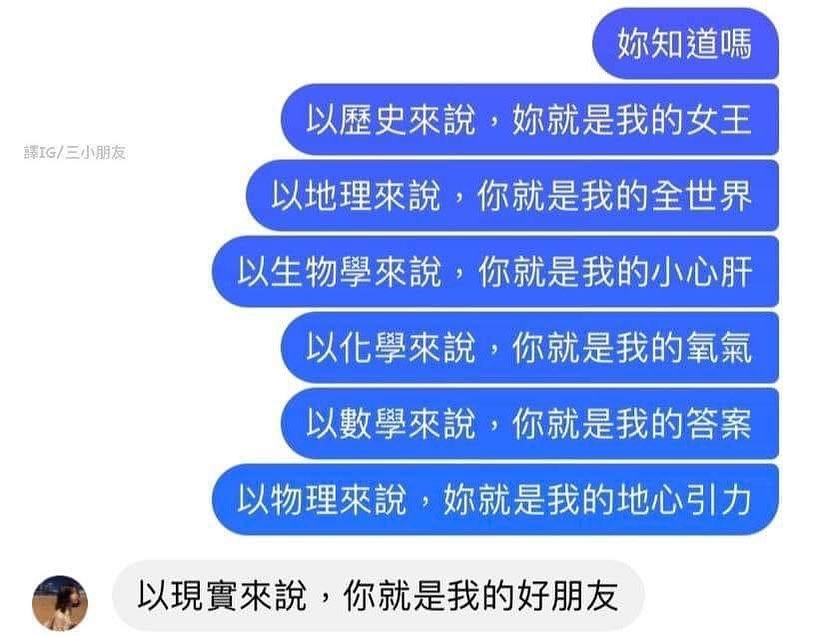 妳知道嗎
以歷史來說，妳就是我的女王
譯IG/三小朋友
以地理來說，你就是我的全世界
以生物學來說，你就是我的小心肝
以化學來說，你就是我的氧氣
以數學來說，你就是我的答案
以物理來說，妳就是我的地心引力
以現實來說，你就是我的好朋友